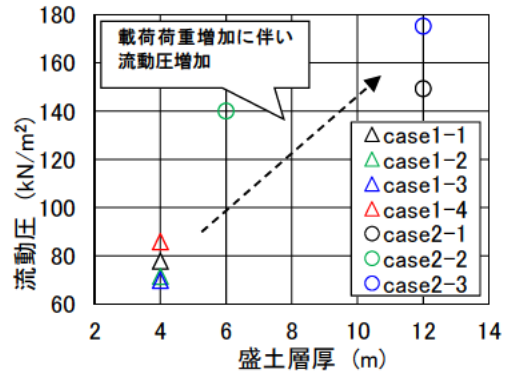 180
160
140
120
100
80
60
流動圧 (kN/m²)
載荷荷重増加に伴い
流動圧増加
case1-1
case1-2
case1-3
case1-4
case2-1
case2-2
case2-3
2 4 6 8 10 12 14
盛土層厚 (m)